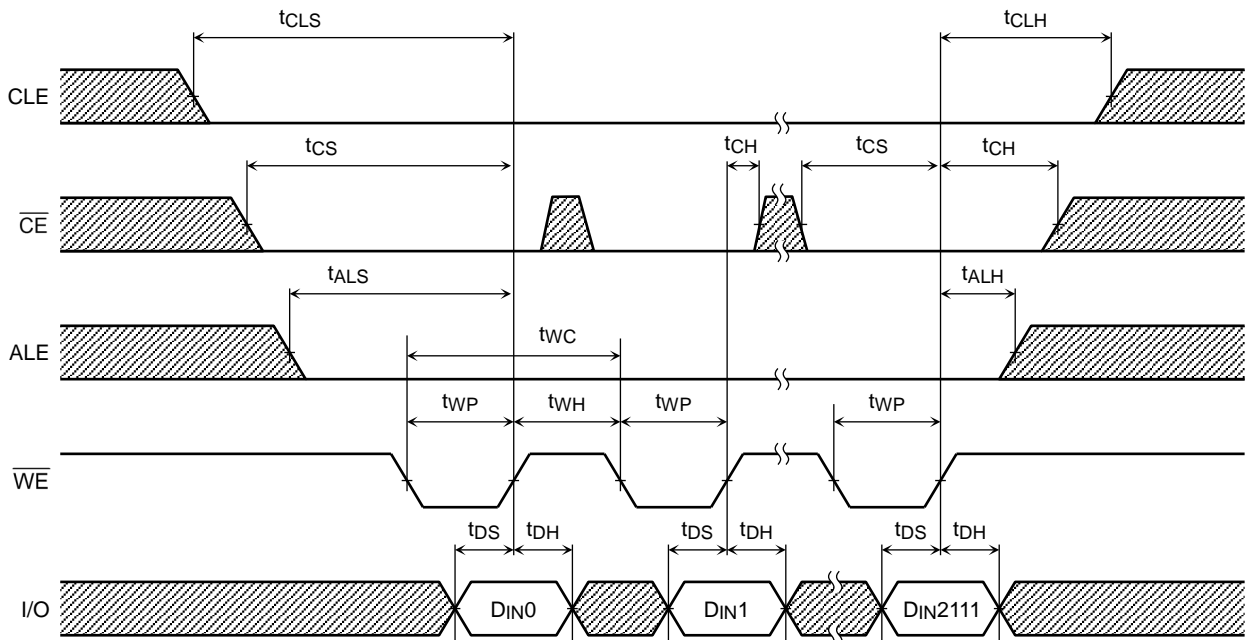 tCLS tCLH
CLE
tCS tCH tCS tCH
CE
tALS tALH
tWC
ALE
tWP tWH tWP tWP
WE
tDS tDH tDS tDH tDS tDH
I/O DIN0 DIN1 DIN2111